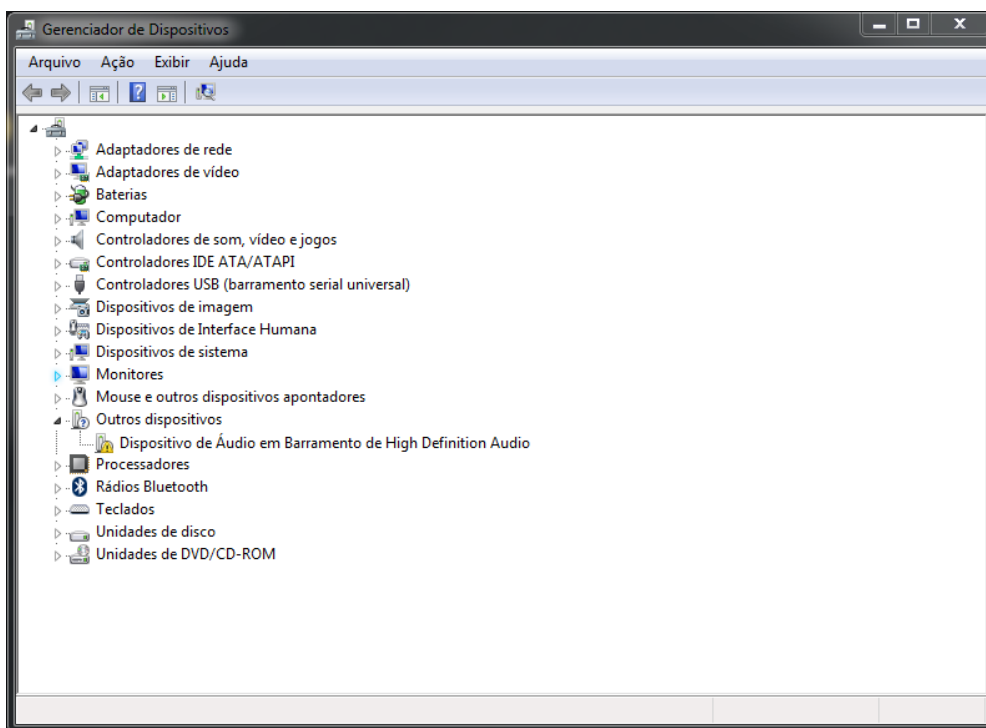 Gerenciador de Dispositivos
Arquivo Ação Exibir Ajuda
Adaptadores de rede
Adaptadores de vídeo
Baterias
Computador
Controladores de som, vídeo e jogos
Controladores IDE ATA/ATAPI
Controladores USB (barramento serial universal)
Dispositivos de imagem
Dispositivos de Interface Humana
Dispositivos de sistema
Monitores
Mouse e outros dispositivos apontadores
Outros dispositivos
Dispositivo de Áudio em Barramento de High Definition Audio
Processadores
Rádios Bluetooth
Teclados
Unidades de disco
Unidades de DVD/CD-ROM